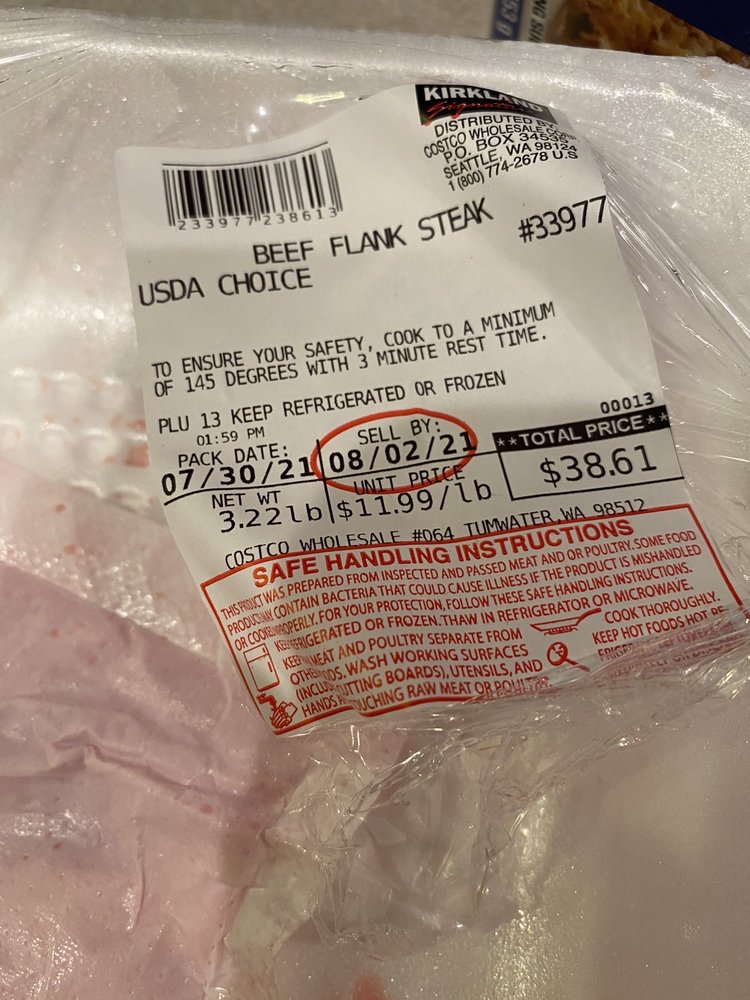 KIRKLAND
Signature
DISTRIBUTED BY
COSTCO WHOLESALE CORP
P.O. BOX 34535
SEATTLE, WA 98124
1 (800) 774-2678 U.S
233977 238613
BEEF FLANK STEAK #33977
USDA CHOICE
TO ENSURE YOUR SAFETY, COOK TO A MINIMUM
OF 145 DEGREES WITH 3 MINUTE REST TIME.
PLU 13 KEEP REFRIGERATED OR FROZEN
01:59 PM
00013
PACK DATE:
07/30/21
SELL BY:
08/02/21
**TOTAL PRICE**
$38.61
NET WT
3.22lb
UNIT PRICE
$11.99/lb
COSTCO WHOLESALE #064 TUMWATER,WA 98512
SAFE HANDLING INSTRUCTIONS
THIS PRODUCT WAS PREPARED FROM INSPECTED AND PASSED MEAT AND OR POULTRY. SOME FOOD
PRODUCTS MAY CONTAIN BACTERIA THAT COULD CAUSE ILLNESS IF THE PRODUCT IS MISHANDLED
OR COOKED IMPROPERLY. FOR YOUR PROTECTION, FOLLOW THESE SAFE HANDLING INSTRUCTIONS.
KEEP REFRIGERATED OR FROZEN. THAW IN REFRIGERATOR OR MICROWAVE.
KEEP MEAT AND POULTRY SEPARATE FROM
OTHER FOODS. WASH WORKING SURFACES
(INCLUDING CUTTING BOARDS), UTENSILS, AND
HANDS AFTER TOUCHING RAW MEAT OR POULTRY.
COOK THOROUGHLY.
KEEP HOT FOODS HOT